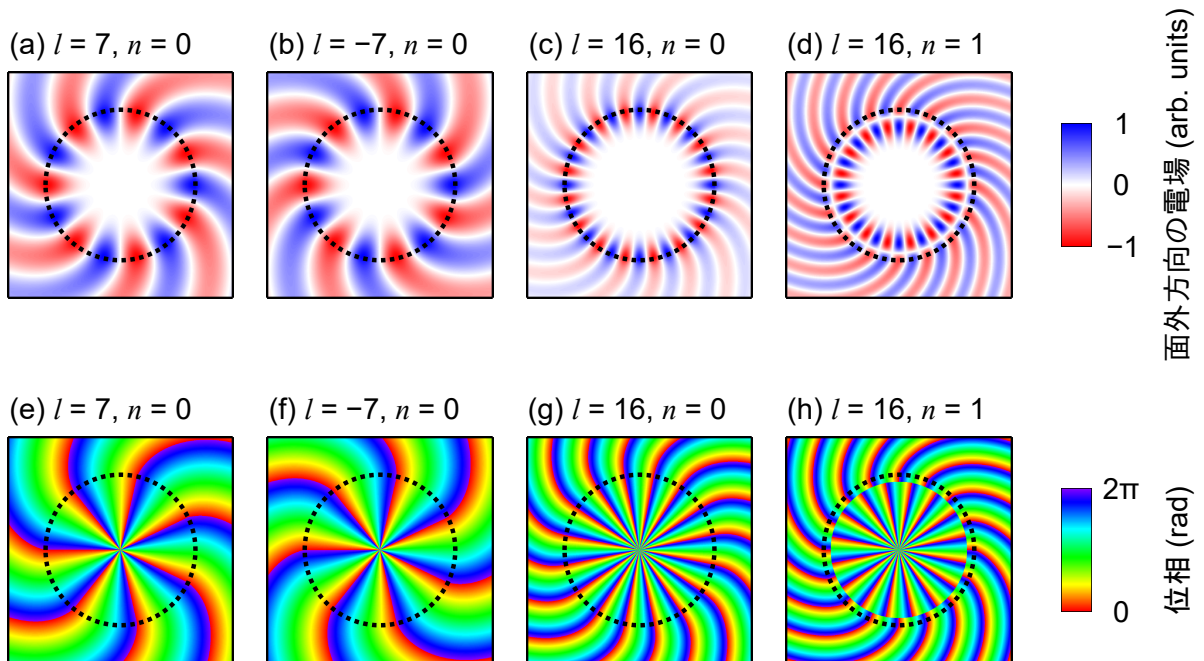 (a) l = 7, n = 0
(b) l = −7, n = 0
(c) l = 16, n = 0
(d) l = 16, n = 1
1
0
−1
面外方向の電場 (arb. units)
(e) l = 7, n = 0
(f) l = −7, n = 0
(g) l = 16, n = 0
(h) l = 16, n = 1
2π
0
位相 (rad)